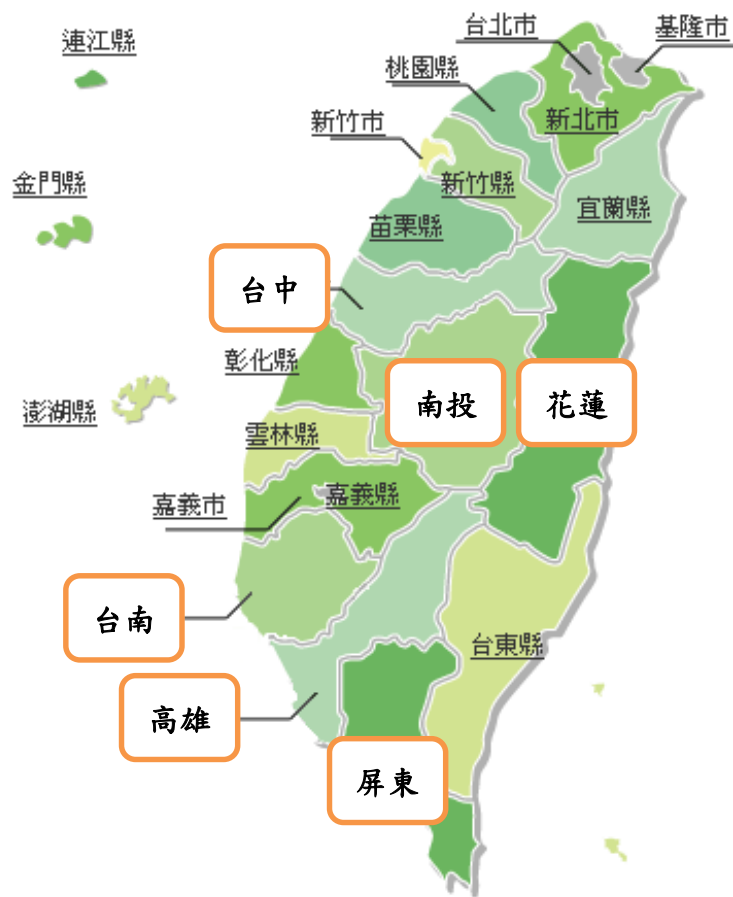 台北市
基隆市
連江縣
桃園縣
新竹市
新北市
金門縣
新竹縣
宜蘭縣
苗栗縣
台中
彰化縣
澎湖縣
南投
花蓮
雲林縣
嘉義市
嘉義縣
台南
台東縣
高雄
屏東